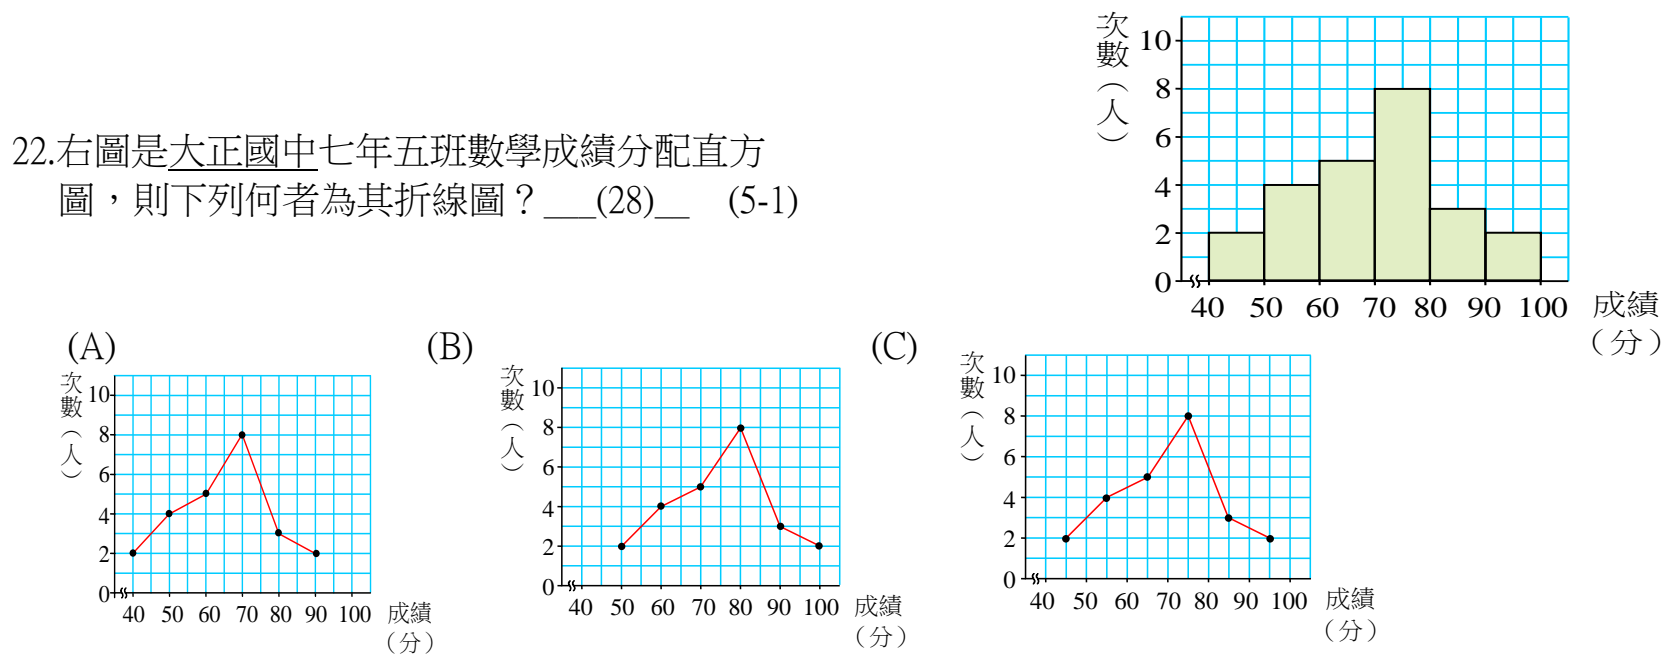 22.右圖是大正國中七年五班數學成績分配直方
圖，則下列何者為其折線圖？___(28)__ (5-1)
次數（人）
10
8
6
4
2
0
40 50 60 70 80 90 100
成績
（分）
(A)
次數（人）
10
8
6
4
2
0
40 50 60 70 80 90 100
成績
（分）
(B)
次數（人）
10
8
6
4
2
0
40 50 60 70 80 90 100
成績
（分）
(C)
次數（人）
10
8
6
4
2
0
40 50 60 70 80 90 100
成績
（分）